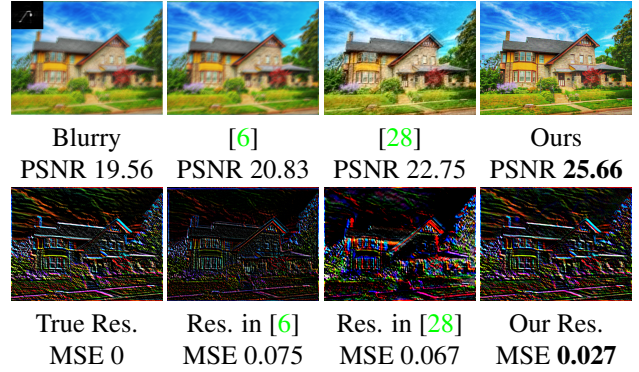 Blurry [6] [28] Ours
PSNR 19.56 PSNR 20.83 PSNR 22.75 PSNR 25.66
True Res. Res. in [6] Res. in [28] Our Res.
MSE 0 MSE 0.075 MSE 0.067 MSE 0.027